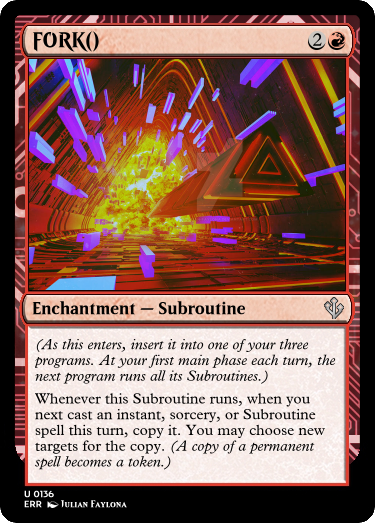 FORK()
2
Enchantment — Subroutine
(As this enters, insert it into one of your three
programs. At your first main phase each turn, the
next program runs all its Subroutines.)
Whenever this Subroutine runs, when you
next cast an instant, sorcery, or Subroutine
spell this turn, copy it. You may choose new
targets for the copy. (A copy of a permanent
spell becomes a token.)
U 0136
ERR Julian Faylona